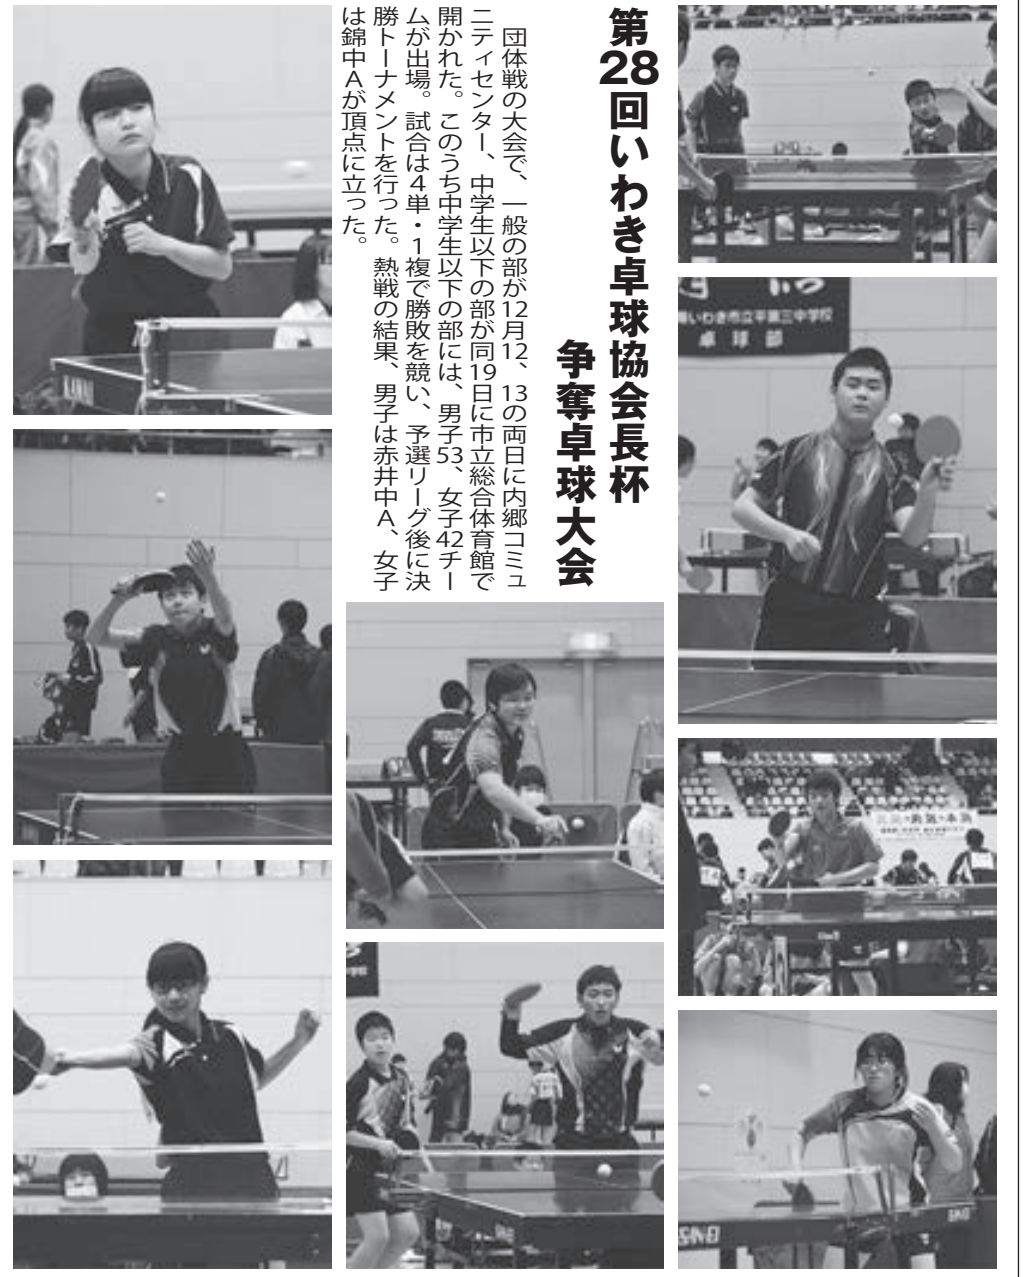 第28回いわき卓球協会長杯
争奪卓球大会
団体戦の大会で、一般の部が12月12、13の両日に内郷コミュ
ニティセンター、中学生以下の部が同19日に市立総合体育館で
開かれた。このうち中学生以下の部には、男子53、女子42チー
ムが出場。試合は４単・１複で勝敗を競い、予選リーグ後に決
勝トーナメントを行った。熱戦の結果、男子は赤井中Ａ、女子
は錦中Ａが頂点に立った。
いわき市立平第三中学校
卓球部
KAWAI
SAN-EI